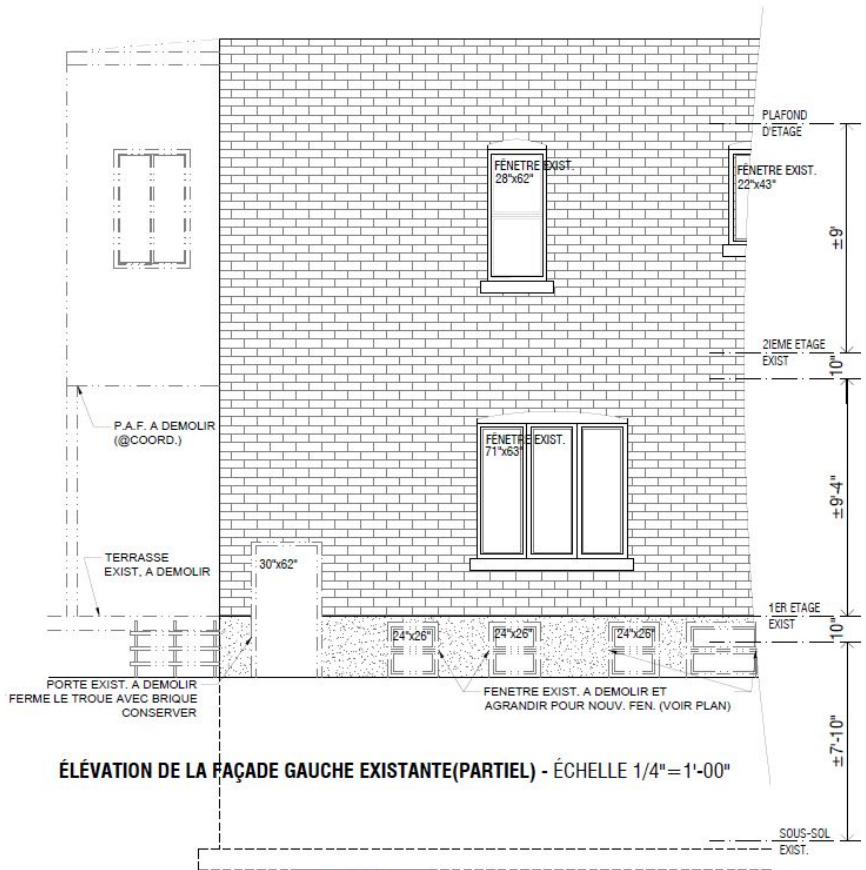 PLAFOND
D'ETAGE
FÊNETRE EXIST.
28"x62"
FÊNETRE EXIST.
22"x43"
±9'
2IEME ETAGE
EXIST
10"
P.A.F. A DEMOLIR
(@COORD.)
FÊNETRE EXIST.
71"x63"
±9'-4"
TERRASSE
EXIST, A DEMOLIR
30"x62"
1ER ETAGE
EXIST
10"
24"x26"
24"x26"
24"x26"
PORTE EXIST. A DEMOLIR
FERME LE TROUE AVEC BRIQUE
CONSERVER
FENETRE EXIST. A DEMOLIR ET
AGRANDIR POUR NOUV. FEN. (VOIR PLAN)
±7'-10"
ÉLÉVATION DE LA FAÇADE GAUCHE EXISTANTE(PARTIEL) - ÉCHELLE 1/4"=1'-00"
SOUS-SOL
EXIST.